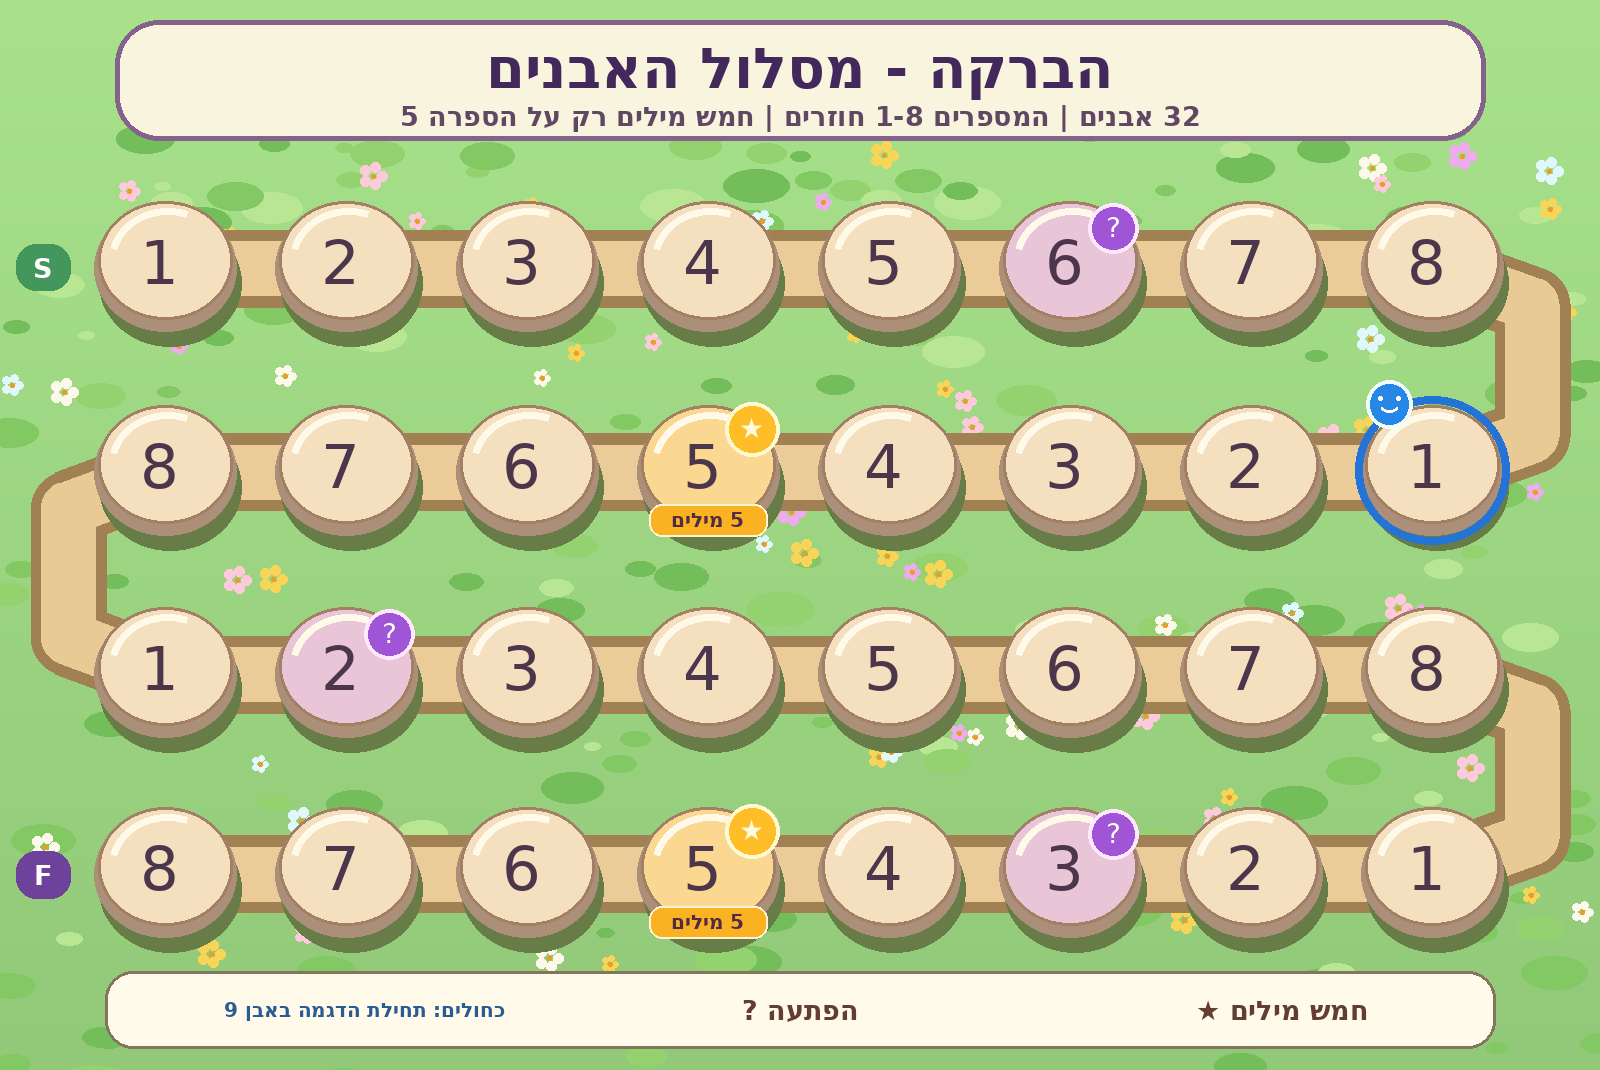 הברקה - מסלול האבנים
32 אבנים | המספרים 1-8 חוזרים | חמש מילים רק על הספרה 5
S 1 2 3 4 5 6 ? 7 8
8 7 6 5 ★ 4 3 2 1
5 מילים
1 2 ? 3 4 5 6 7 8
F 8 7 6 5 ★ 4 3 ? 2 1
5 מילים
חמש מילים ★
הפתעה ?
כחולים: תחילת הדגמה באבן 9